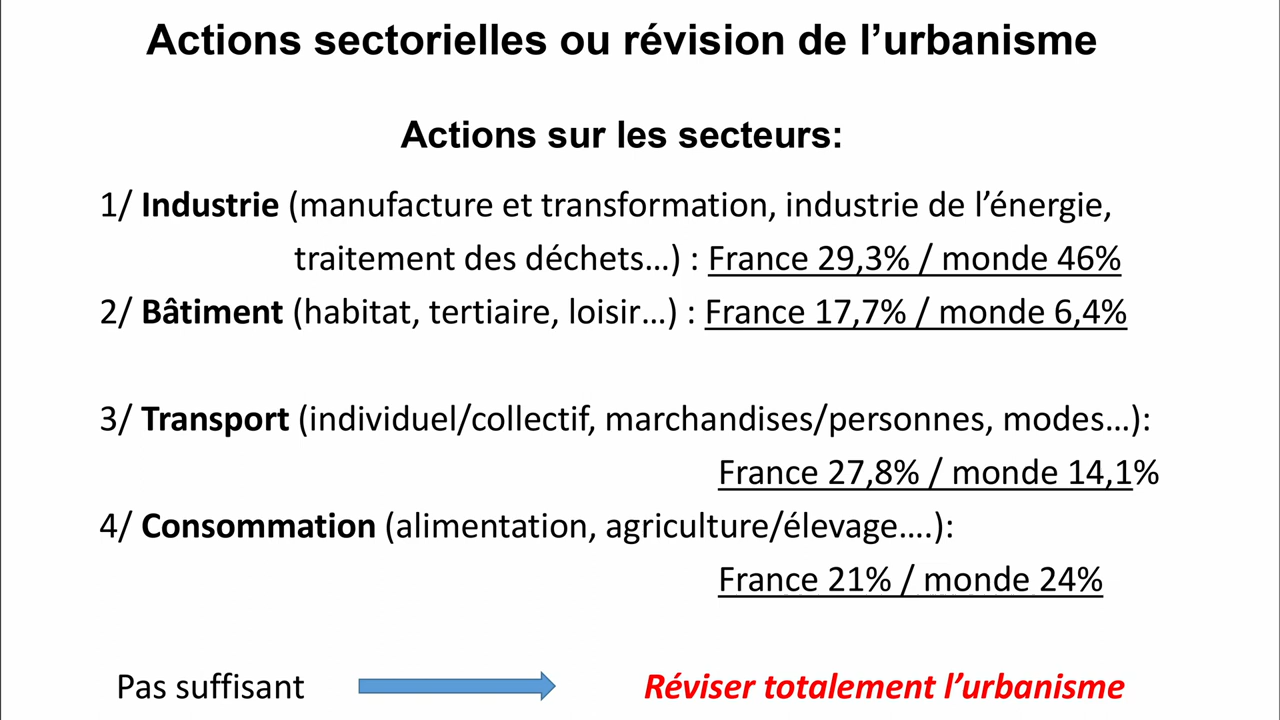 Actions sectorielles ou révision de l’urbanisme
Actions sur les secteurs:
1/ Industrie (manufacture et transformation, industrie de l’énergie,
traitement des déchets…) : France 29,3% / monde 46%
2/ Bâtiment (habitat, tertiaire, loisir…) : France 17,7% / monde 6,4%
3/ Transport (individuel/collectif, marchandises/personnes, modes…):
France 27,8% / monde 14,1%
4/ Consommation (alimentation, agriculture/élevage….):
France 21% / monde 24%
Pas suffisant Réviser totalement l’urbanisme